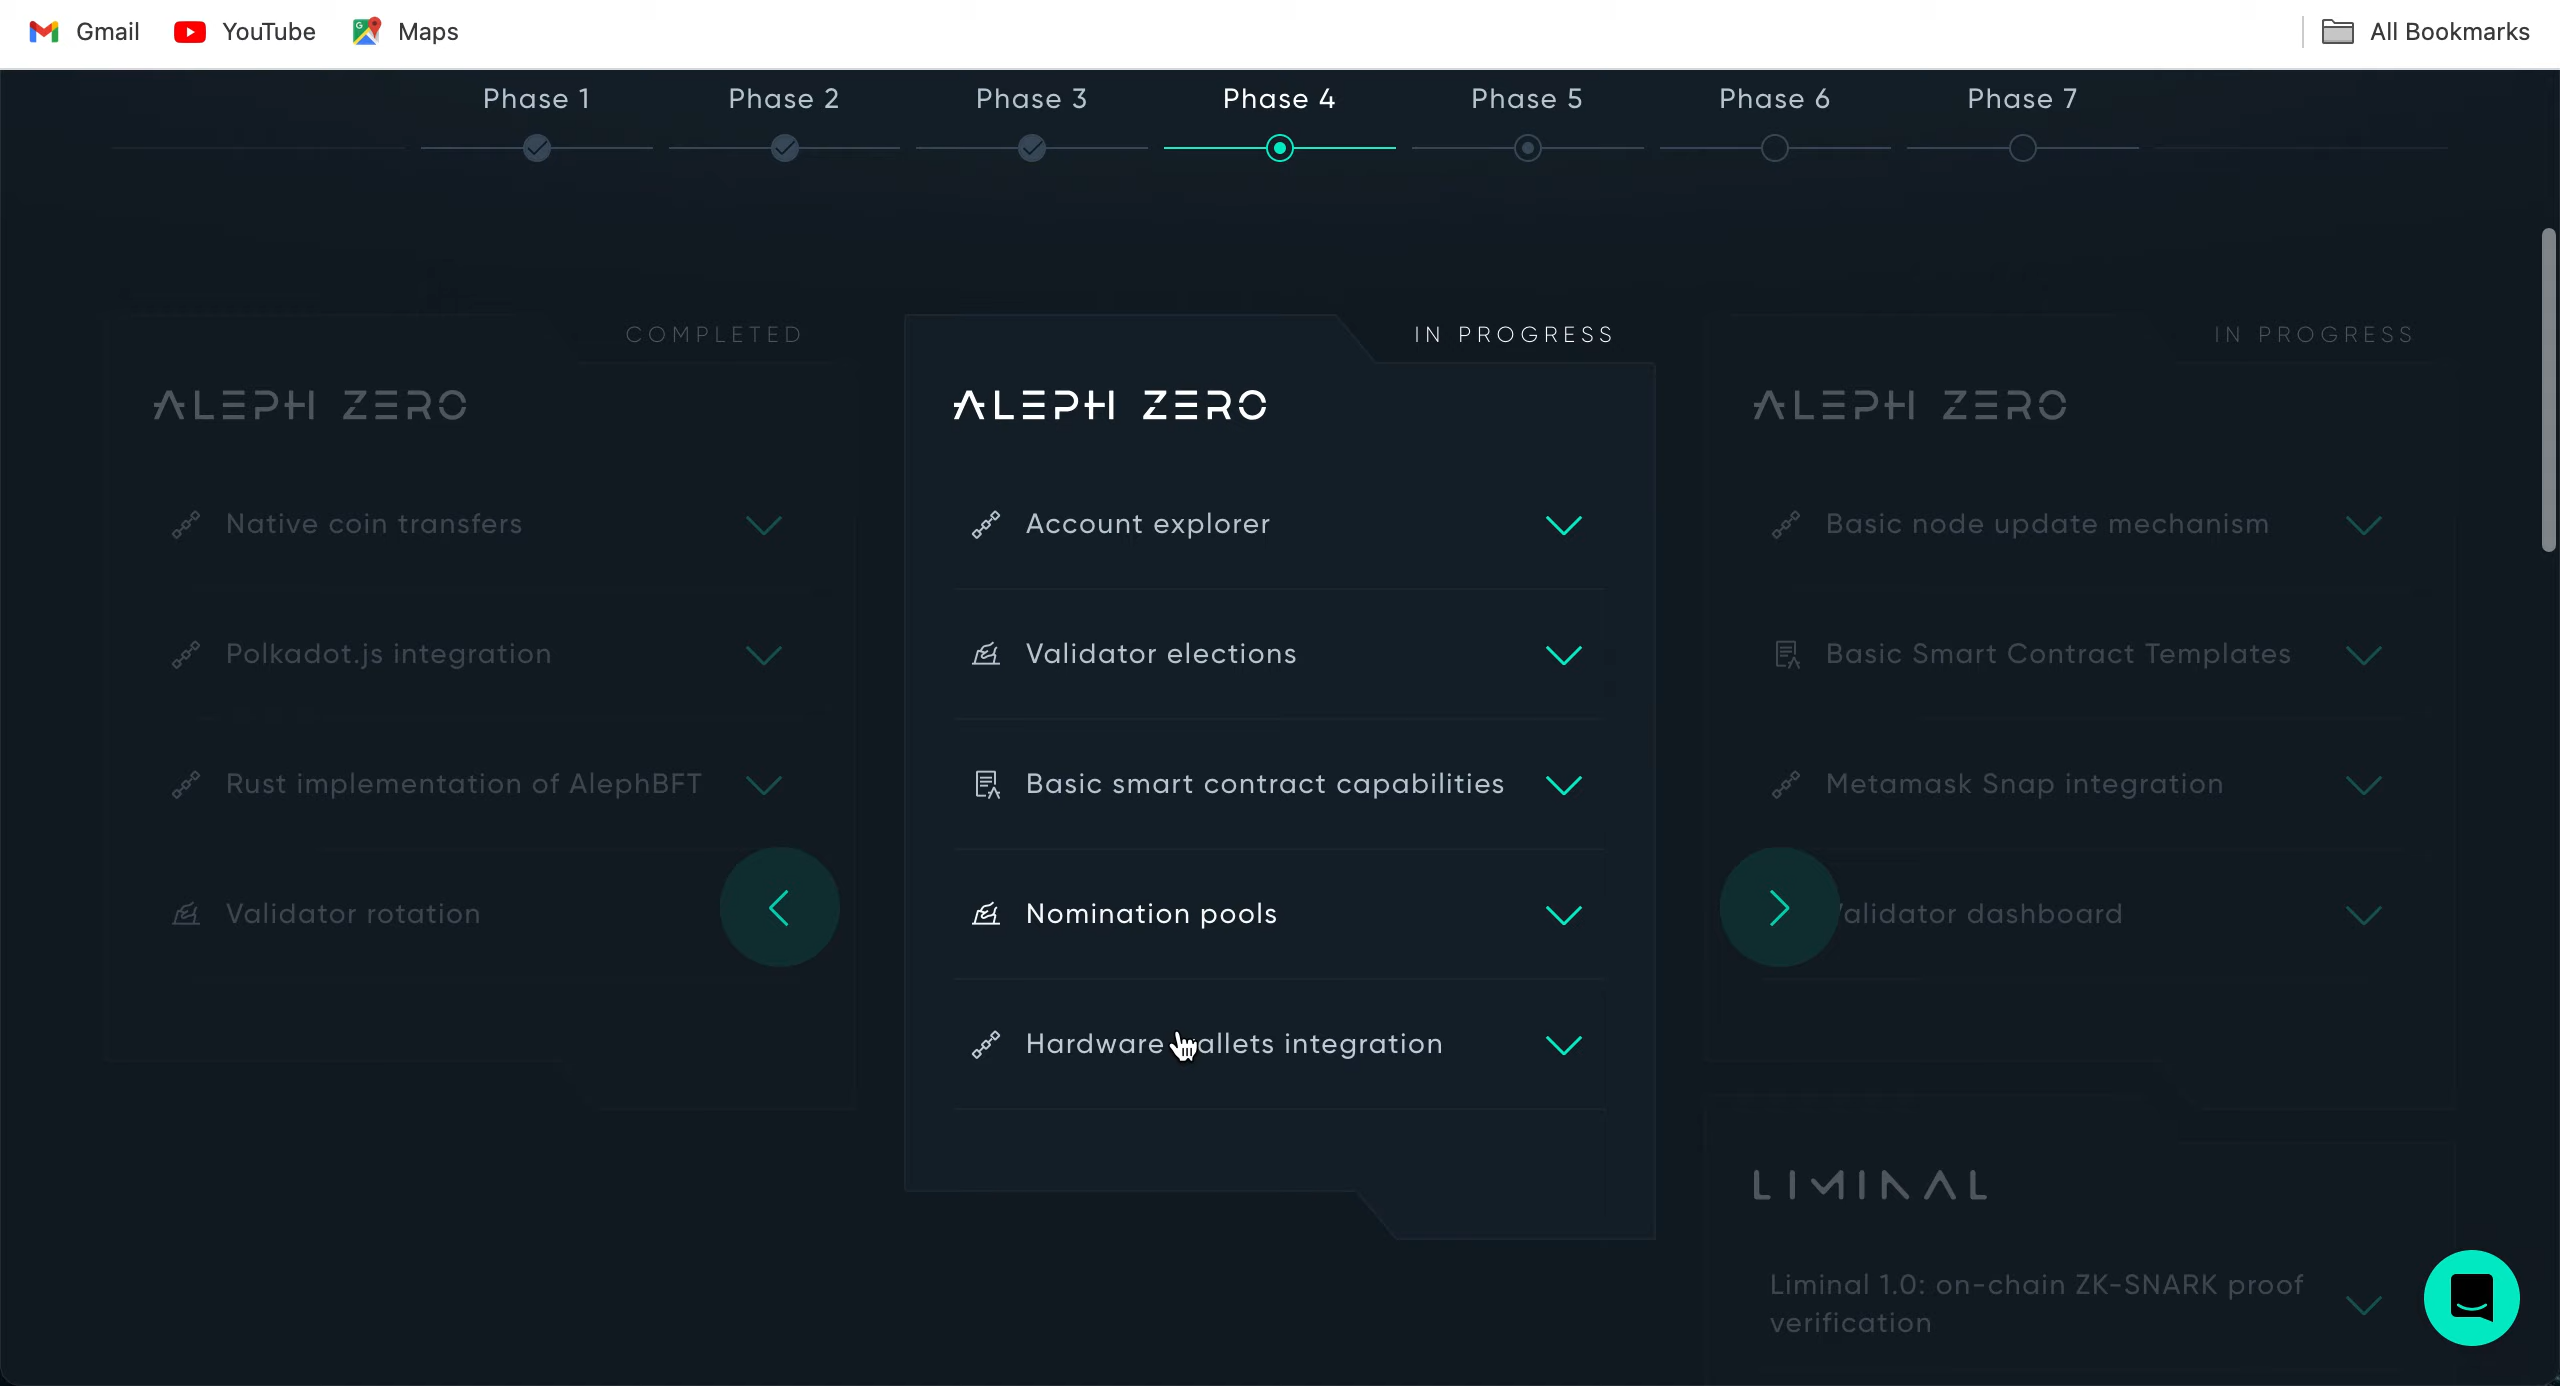 Gmail
YouTube
Maps
All Bookmarks
Phase 1
Phase 2
Phase 3
Phase 4
Phase 5
Phase 6
Phase 7
COMPLETED
ALEPH ZERO
Native coin transfers
Polkadot.js integration
Rust implementation of AlephBFT
Validator rotation
IN PROGRESS
ALEPH ZERO
Account explorer
Validator elections
Basic smart contract capabilities
Nomination pools
Hardware wallets integration
IN PROGRESS
ALEPH ZERO
Basic node update mechanism
Basic Smart Contract Templates
Metamask Snap integration
Validator dashboard
LIMINAL
Liminal 1.0: on-chain ZK-SNARK proof
verification